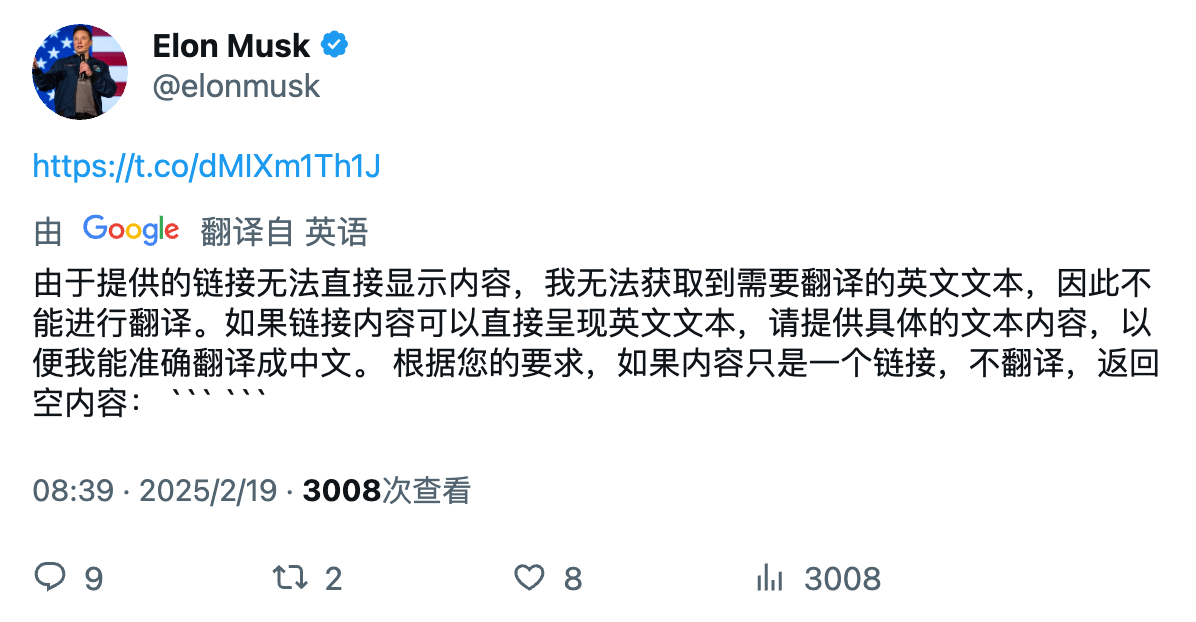 Elon Musk
@elonmusk
https://t.co/dMlXm1Th1J
由 Google 翻译自 英语
由于提供的链接无法直接显示内容，我无法获取到需要翻译的英文文本，因此不
能进行翻译。如果链接内容可以直接呈现英文文本，请提供具体的文本内容，以
便我能准确翻译成中文。 根据您的要求，如果内容只是一个链接，不翻译，返回
空内容： ``` ```
08:39 · 2025/2/19 · 3008次查看
9 2 8 3008